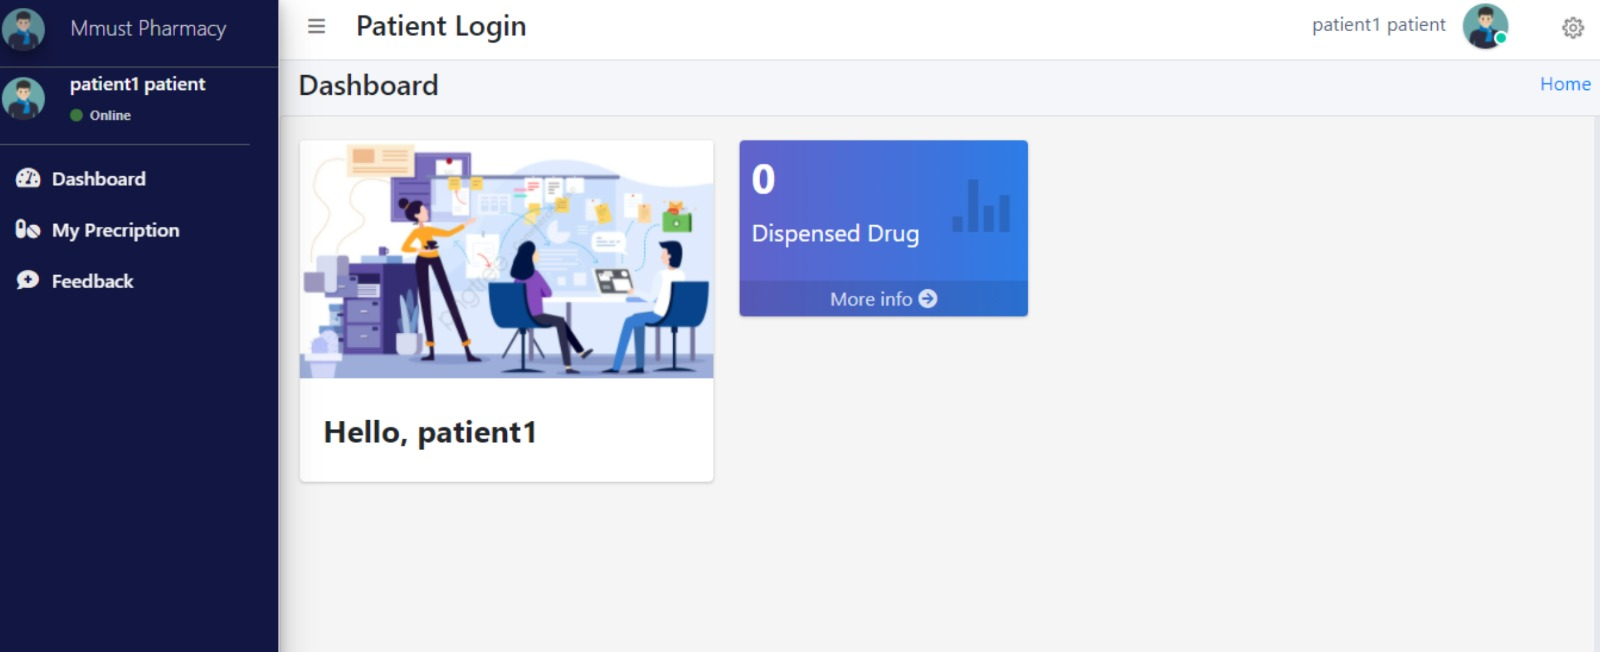 Mmust Pharmacy
patient1 patient
Online
Dashboard
My Precription
Feedback
Patient Login
patient1 patient
Dashboard
Home
Hello, patient1
0
Dispensed Drug
More info